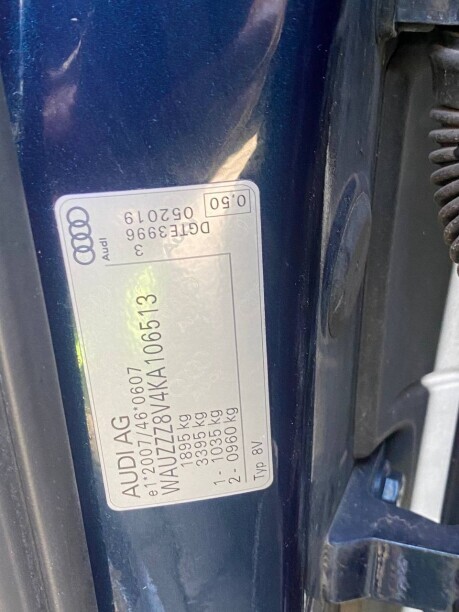 AUDI AG
e1*2007/46*0607
WAUZZZ8V4KA106513
1895 kg
3395 kg
1- 1035 kg
2- 0960 kg
Typ 8V
Audi
DGTE3996
3
052019
0,50